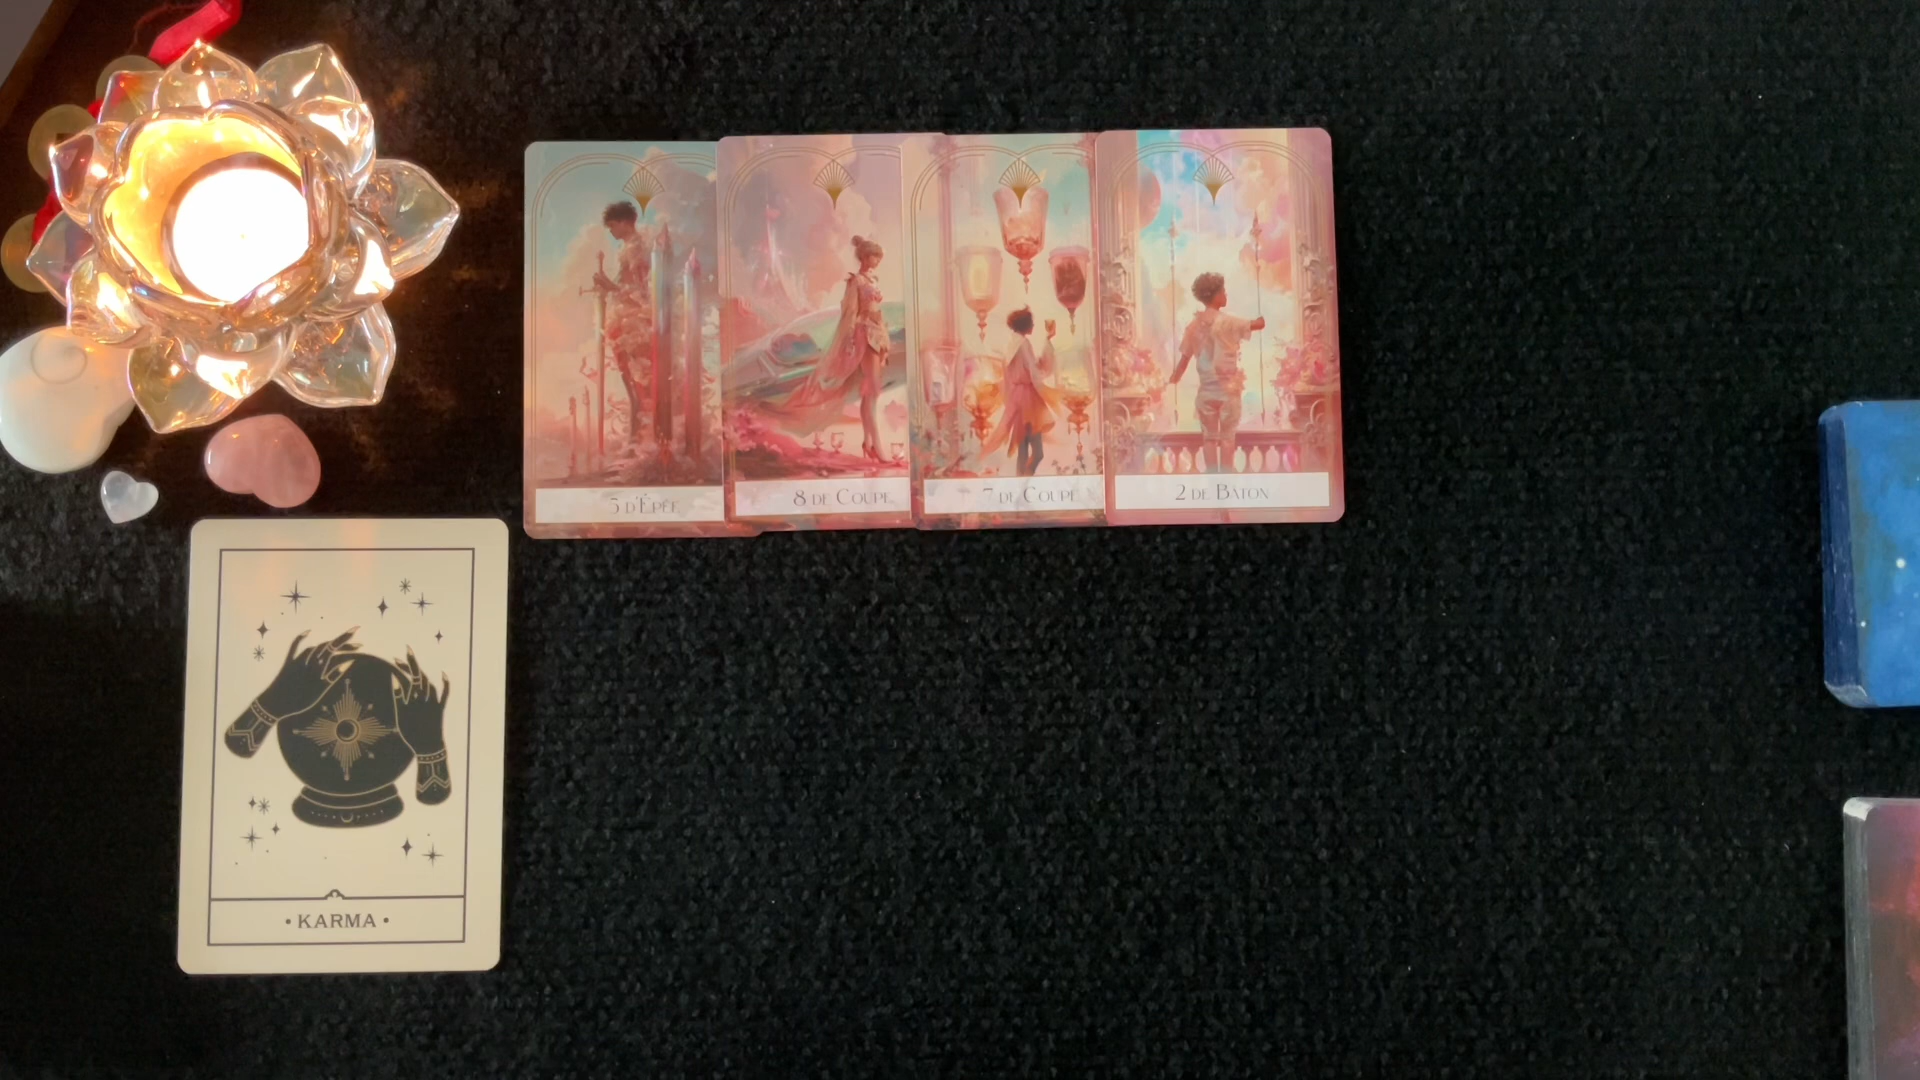 5 d'Épée
8 de Coupe
7 de Coupe
2 de Bâton
• KARMA •